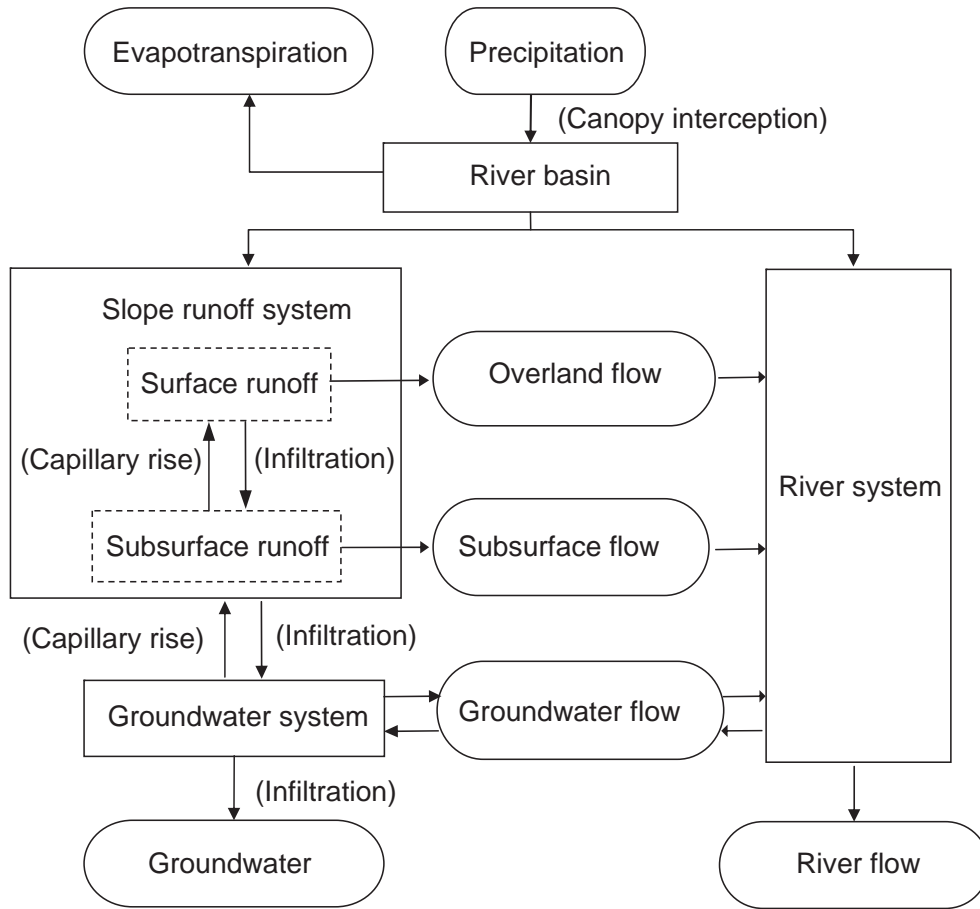 Evapotranspiration
Precipitation
(Canopy interception)
River basin
Slope runoff system
Surface runoff
Overland flow
(Capillary rise)
(Infiltration)
River system
Subsurface runoff
Subsurface flow
(Capillary rise)
(Infiltration)
Groundwater system
Groundwater flow
(Infiltration)
Groundwater
River flow